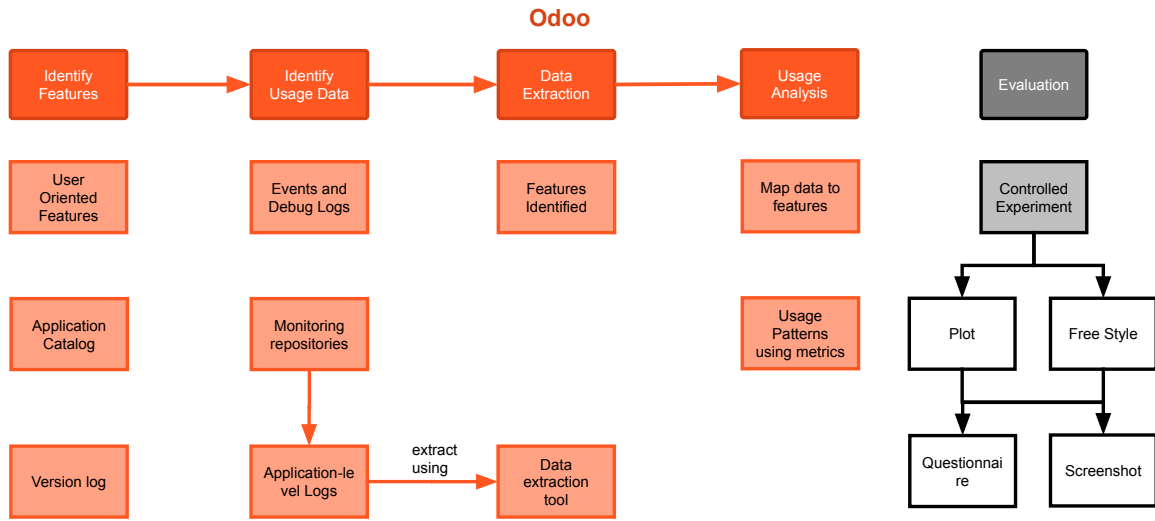 Odoo
Identify
Features
Identify
Usage Data
Data
Extraction
Usage
Analysis
Evaluation
User
Oriented
Features
Events and
Debug Logs
Features
Identified
Map data to
features
Controlled
Experiment
Application
Catalog
Monitoring
repositories
Usage
Patterns
using metrics
Plot
Free Style
Version log
Application-le
vel Logs
extract
using
Data
extraction
tool
Questionnai
re
Screenshot